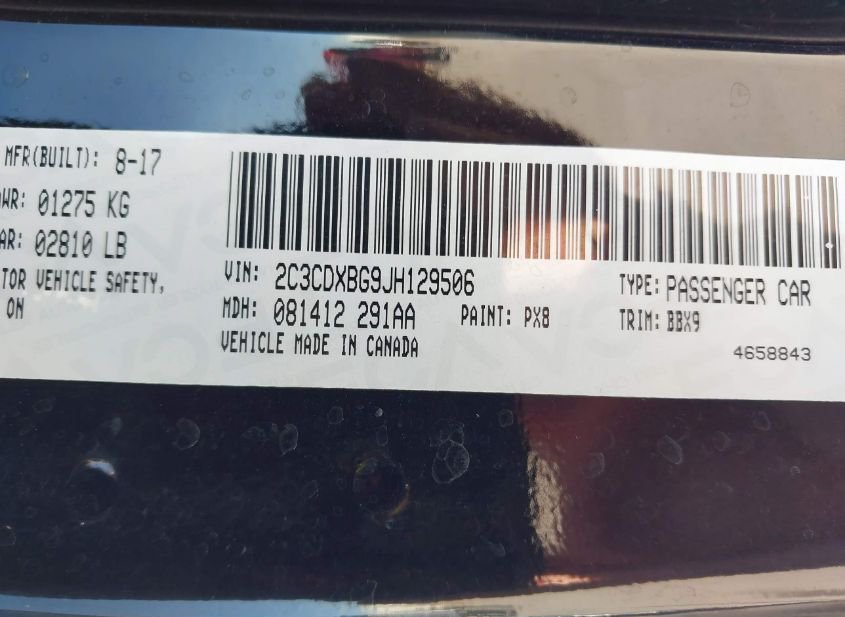 MFR(BUILT): 8-17
WR: 01275 KG
AR: 02810 LB
TOR VEHICLE SAFETY,
ON
VIN: 2C3CDXBG9JH129506
TYPE: PASSENGER CAR
MDH: 081412 291AA
PAINT: PX8
TRIM: BBX9
VEHICLE MADE IN CANADA
4658843